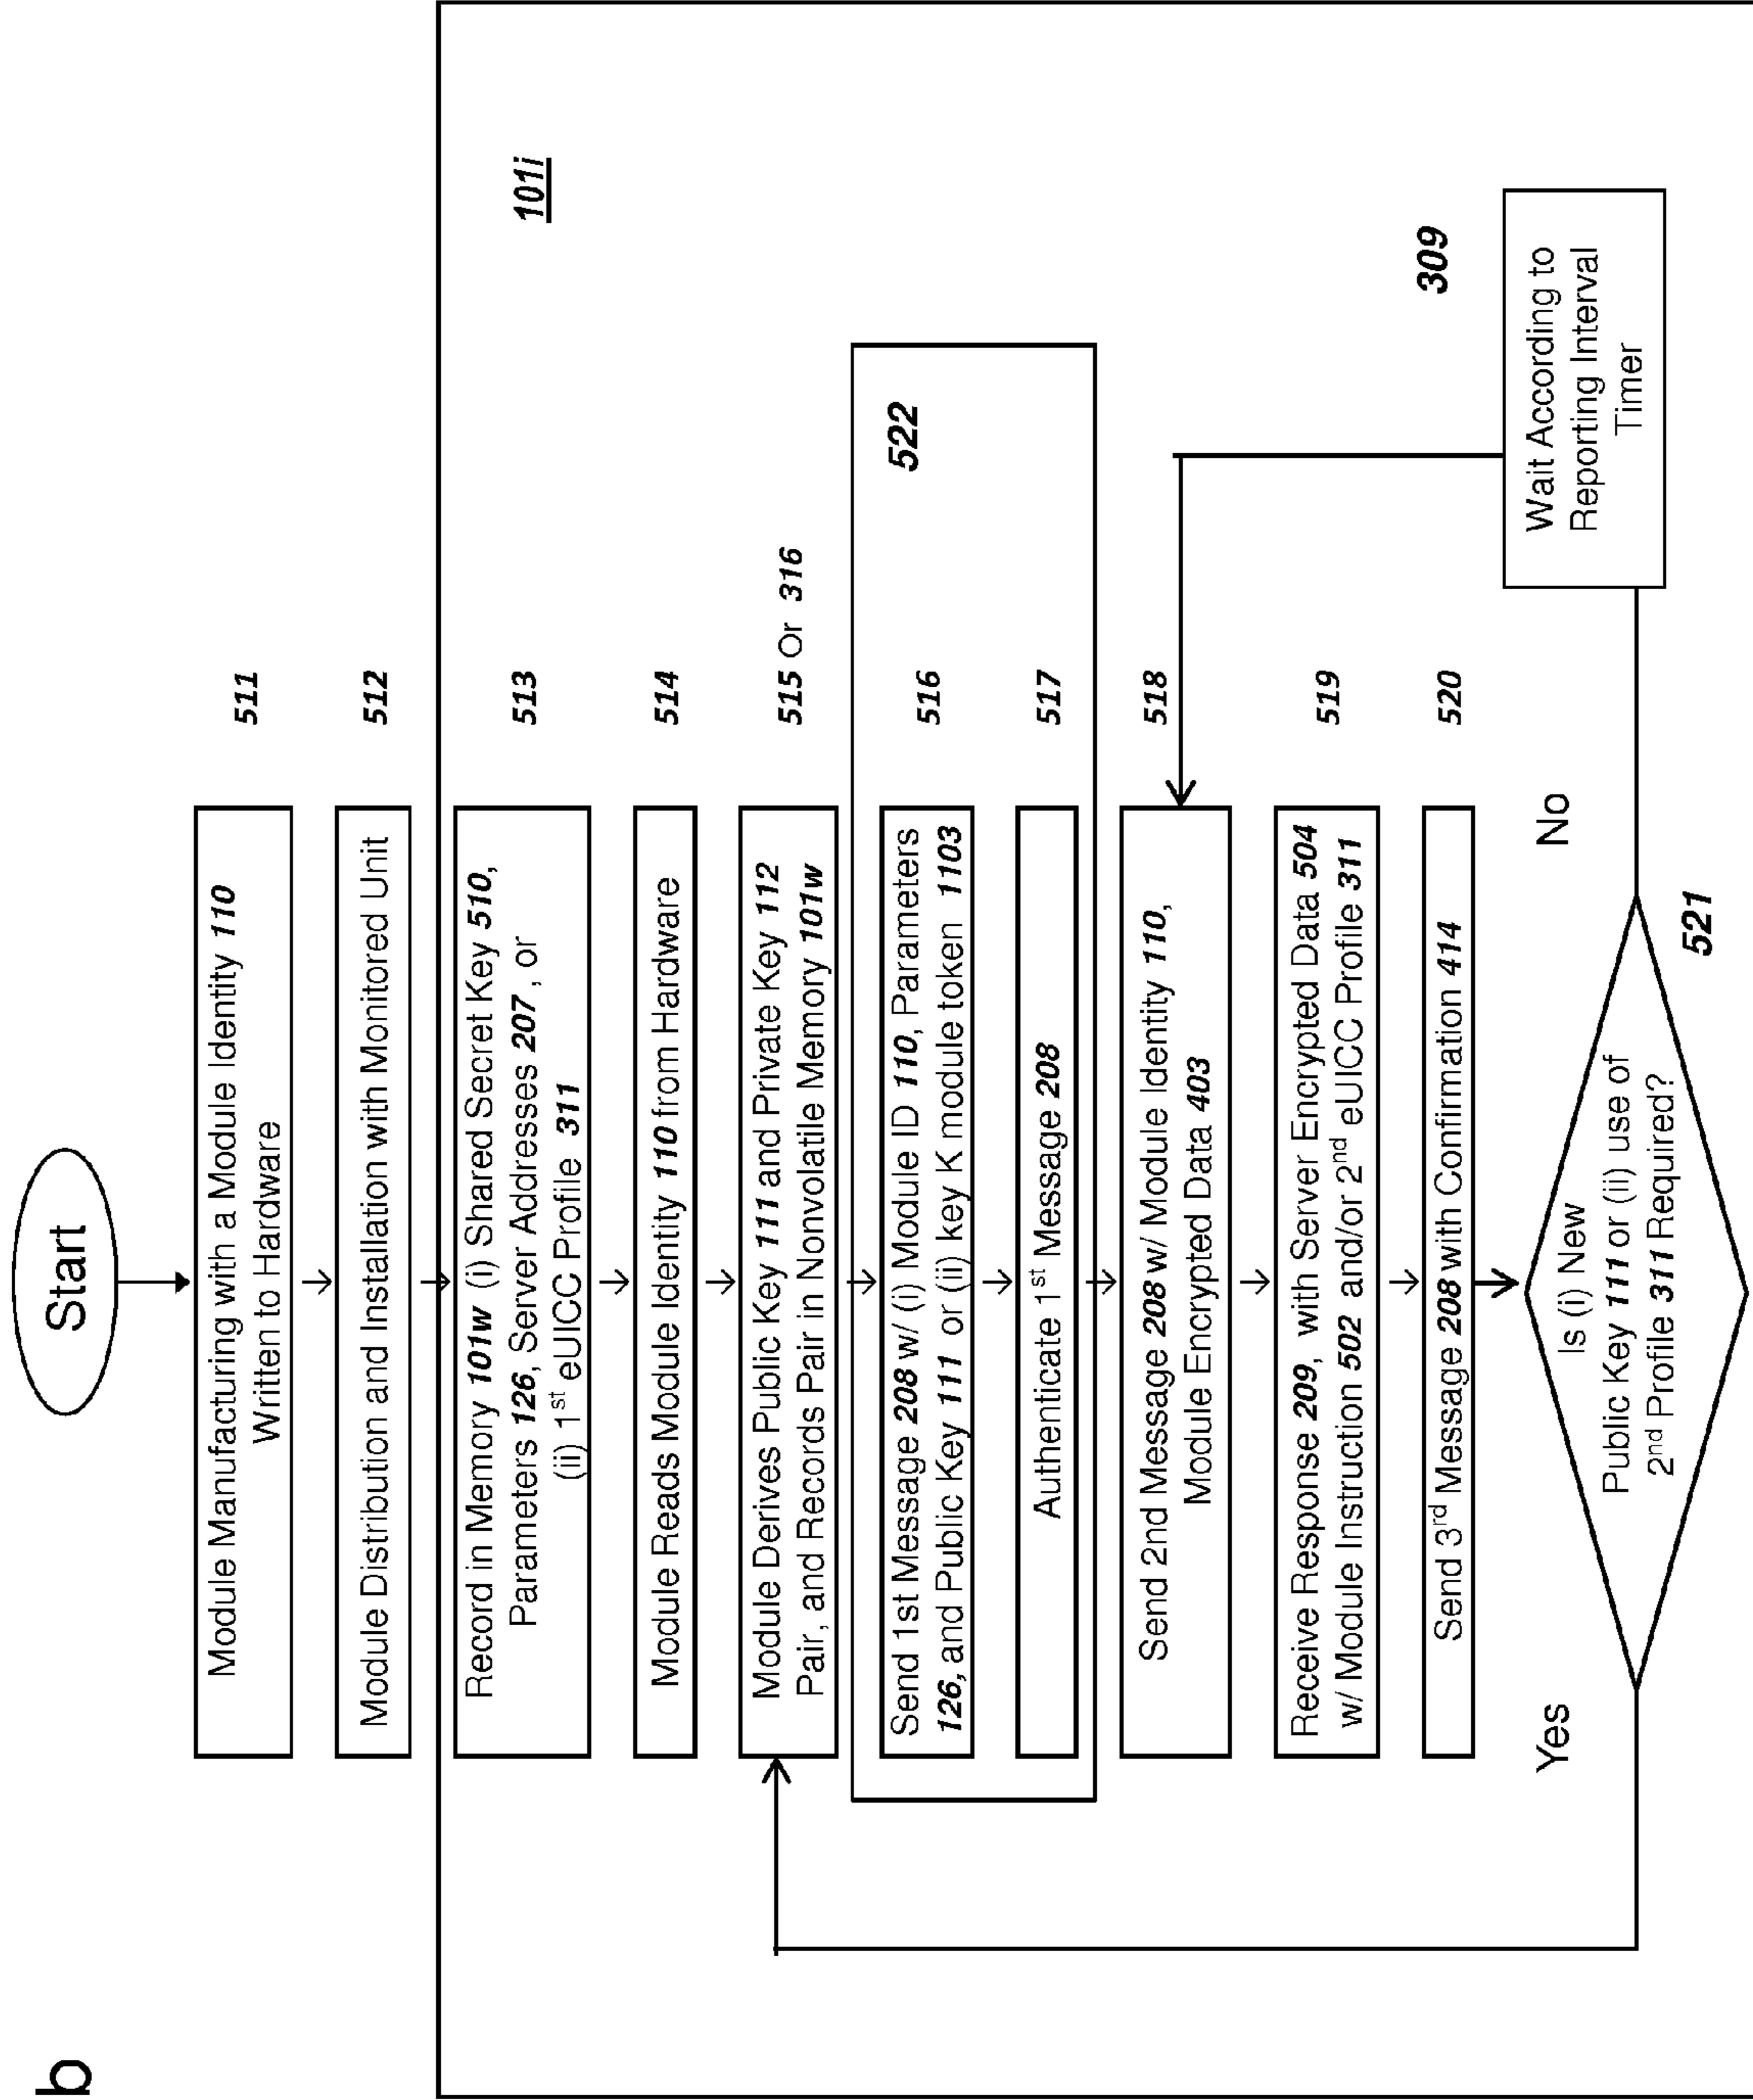 b
Start
Module Manufacturing with a Module Identity 110
Written to Hardware
511
Module Distribution and Installation with Monitored Unit
512
101i
Record in Memory 101w (i) Shared Secret Key 510,
Parameters 126, Server Addresses 207 , or
(ii) 1st eUICC Profile 311
513
Module Reads Module Identity 110 from Hardware
514
Module Derives Public Key 111 and Private Key 112
Pair, and Records Pair in Nonvolatile Memory 101w
515 Or 316
522
Send 1st Message 208 w/ (i) Module ID 110, Parameters
126, and Public Key 111 or (ii) key K module token 1103
516
Authenticate 1st Message 208
517
Send 2nd Message 208 w/ Module Identity 110,
Module Encrypted Data 403
518
Receive Response 209, with Server Encrypted Data 504
w/ Module Instruction 502 and/or 2nd eUICC Profile 311
519
Send 3rd Message 208 with Confirmation 414
520
309
Wait According to
Reporting Interval
Timer
Yes
No
Is (i) New
Public Key 111 or (ii) use of
2nd Profile 311 Required?
521